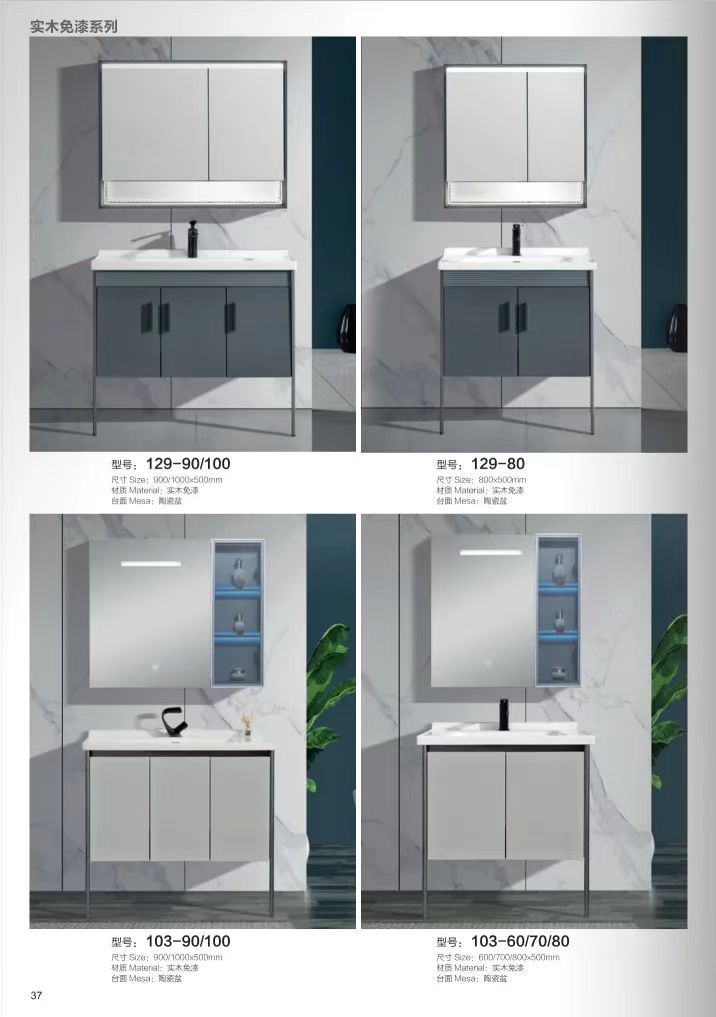 实木免漆系列
型号：129-90/100
尺寸 Size：900/1000x500mm
材质 Material：实木免漆
台面 Mesa：陶瓷盆
型号：129-80
尺寸 Size：800x500mm
材质 Material：实木免漆
台面 Mesa：陶瓷盆
型号：103-90/100
尺寸 Size：900/1000x500mm
材质 Material：实木免漆
台面 Mesa：陶瓷盆
型号：103-60/70/80
尺寸 Size：600/700/800x500mm
材质 Material：实木免漆
台面 Mesa：陶瓷盆
37